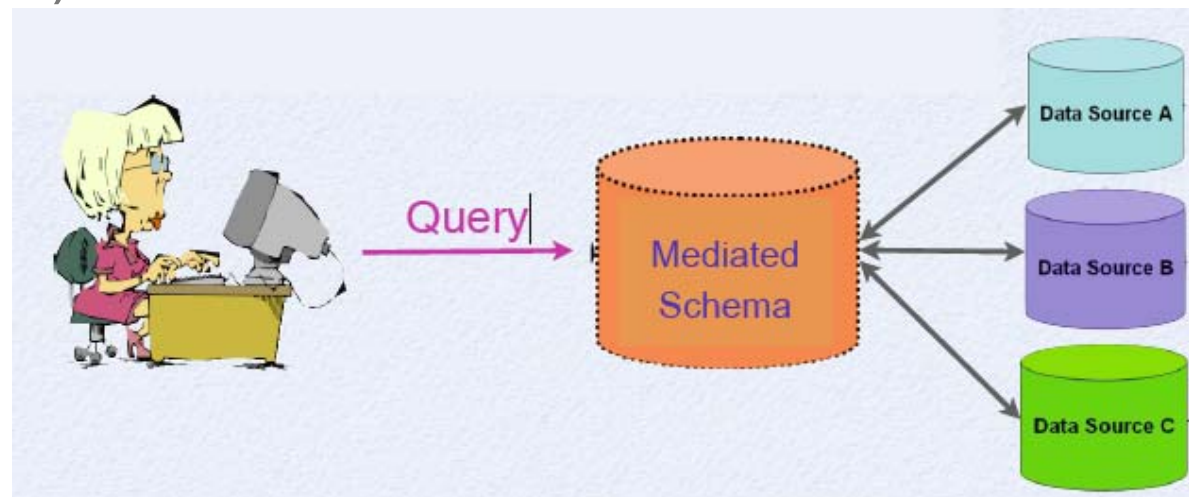 Query
Mediated
Schema
Data Source A
Data Source B
Data Source C